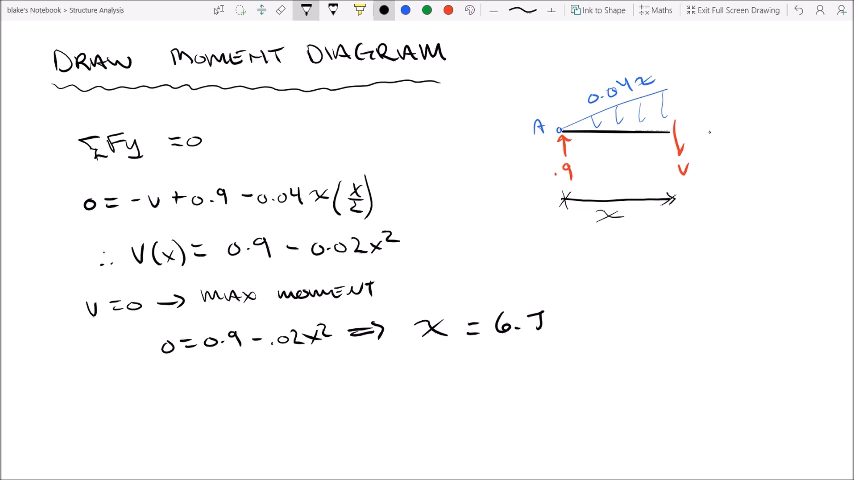 blake's Notebook > Structure Analysis
Ink to Shape
Maths
Exit Full Screen Drawing
DRAW MOMENT DIAGRAM
ΣFy = 0
0 = -V + 0.9 - 0.04x(x/2)
∴ V(x) = 0.9 - 0.02x²
V = 0 → MAX MOMENT
0 = 0.9 - .02x² ⟹ x = 6.7
0.04x
A
.9
V
x